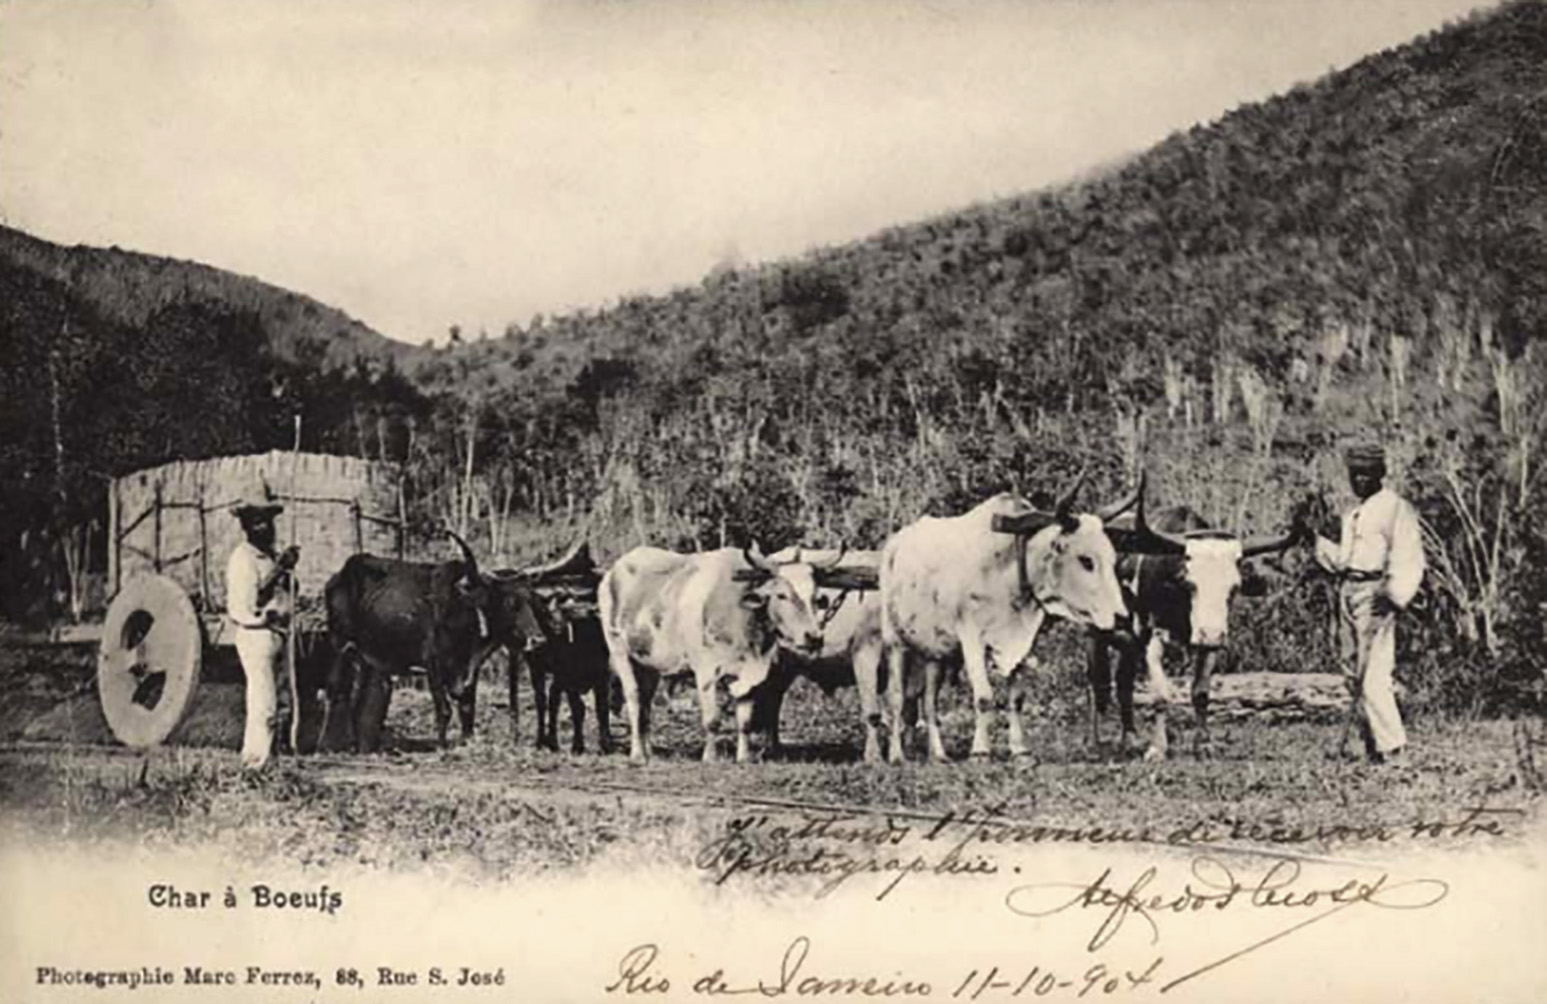 J'attends l'honneur de recevoir votre
photographie.
Char à Boeufs
Photographie Marc Ferrez, 88, Rue S. José
Rio de Janeiro 11-10-904